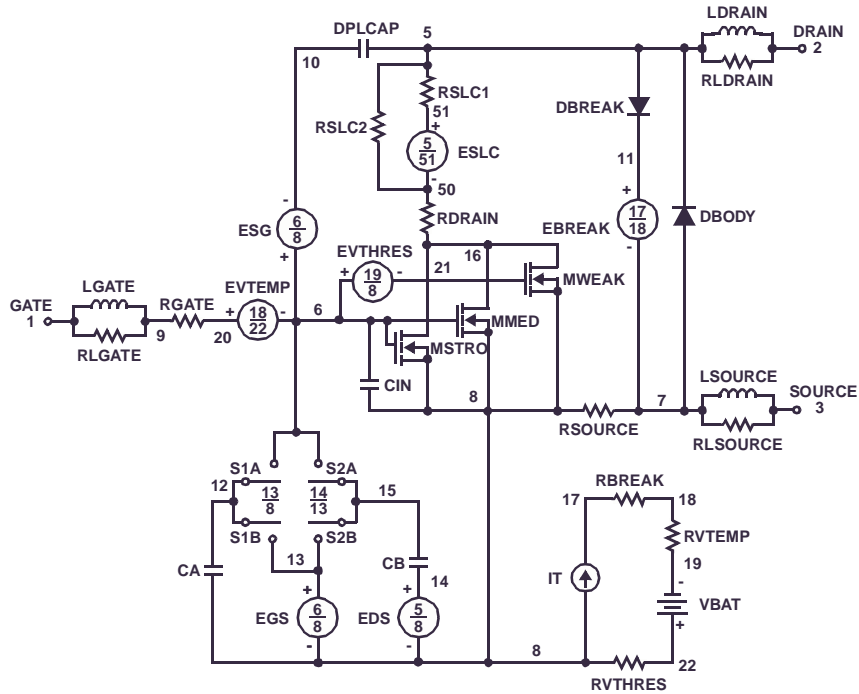 LDRAIN
DPLCAP
5
DRAIN
2
10
RLDRAIN
RSLC1
51
DBREAK
RSLC2
+
5
51
ESLC
11
-
50
-
+
17
18
DBODY
6
8
RDRAIN
EBREAK
ESG
EVTHRES
-
+
16
+
19
8
-
21
MWEAK
LGATE
EVTEMP
GATE
1
RGATE
+
18
22
-
6
MMED
9
20
MSTRO
RLGATE
LSOURCE
CIN
8
7
SOURCE
3
RSOURCE
RLSOURCE
S1A
S2A
12
13
8
14
13
15
RBREAK
17
18
S1B
S2B
RVTEMP
13
CB
19
CA
14
IT
-
+
+
VBAT
EGS
6
8
EDS
5
8
+
-
-
8
22
RVTHRES